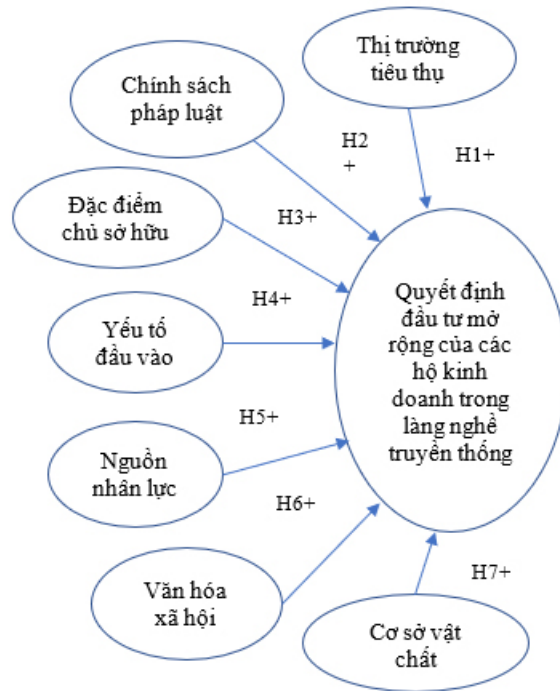 Thị trường
tiêu thụ
Chính sách
pháp luật
H2
+
H1+
Đặc điểm
chủ sở hữu
H3+
H4+
Quyết định
đầu tư mở
rộng của các
hộ kinh
doanh trong
làng nghề
truyền thống
Yếu tố
đầu vào
H5+
Nguồn
nhân lực
H6+
Văn hóa
xã hội
H7+
Cơ sở vật
chất